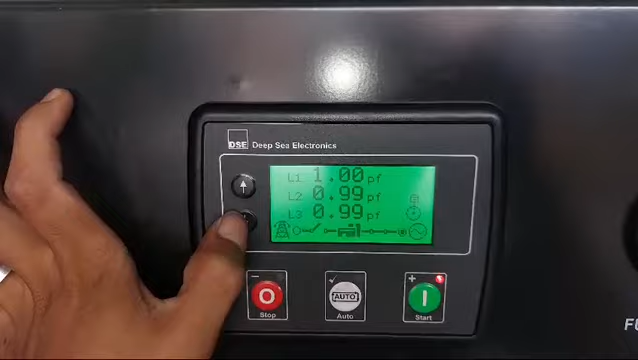 DSE Deep Sea Electronics
L1 1.00 pf
L2 0.99 pf
L3 0.99 pf
AUTO
Stop
Auto
Start